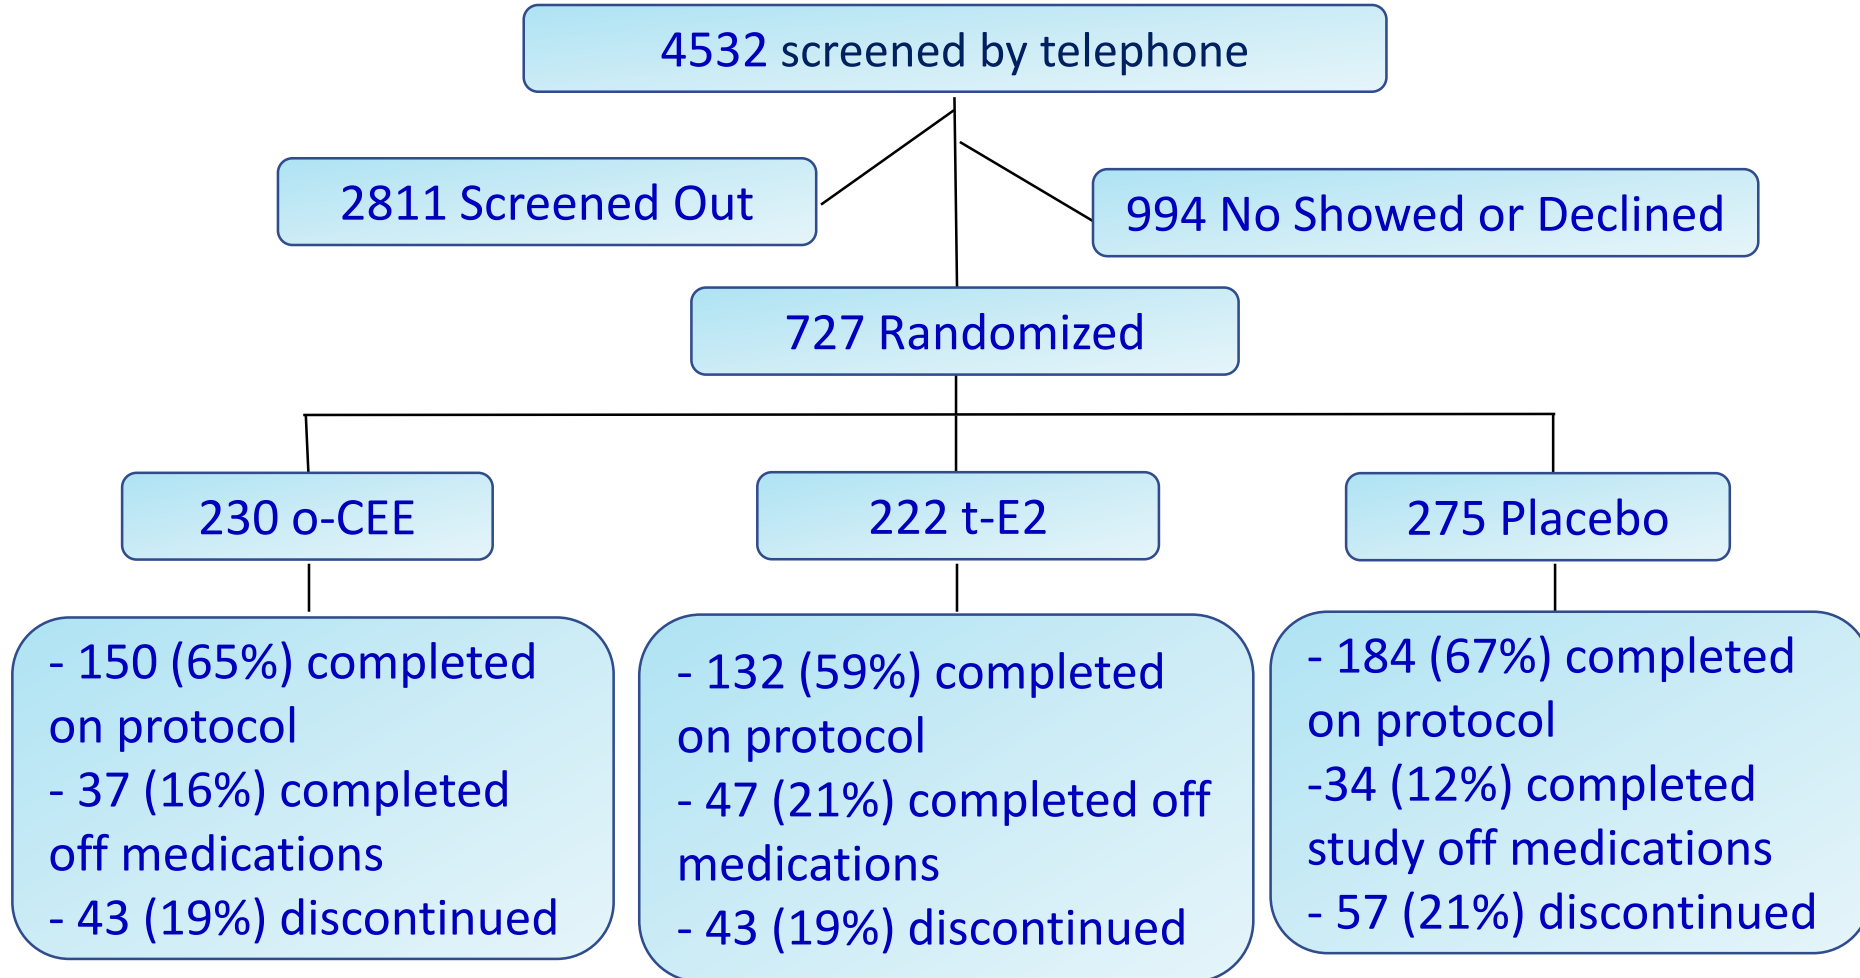 4532 screened by telephone
2811 Screened Out
994 No Showed or Declined
727 Randomized
230 o-CEE
222 t-E2
275 Placebo
- 150 (65%) completed
on protocol
- 37 (16%) completed
off medications
- 43 (19%) discontinued
- 132 (59%) completed
on protocol
- 47 (21%) completed off
medications
- 43 (19%) discontinued
- 184 (67%) completed
on protocol
-34 (12%) completed
study off medications
- 57 (21%) discontinued